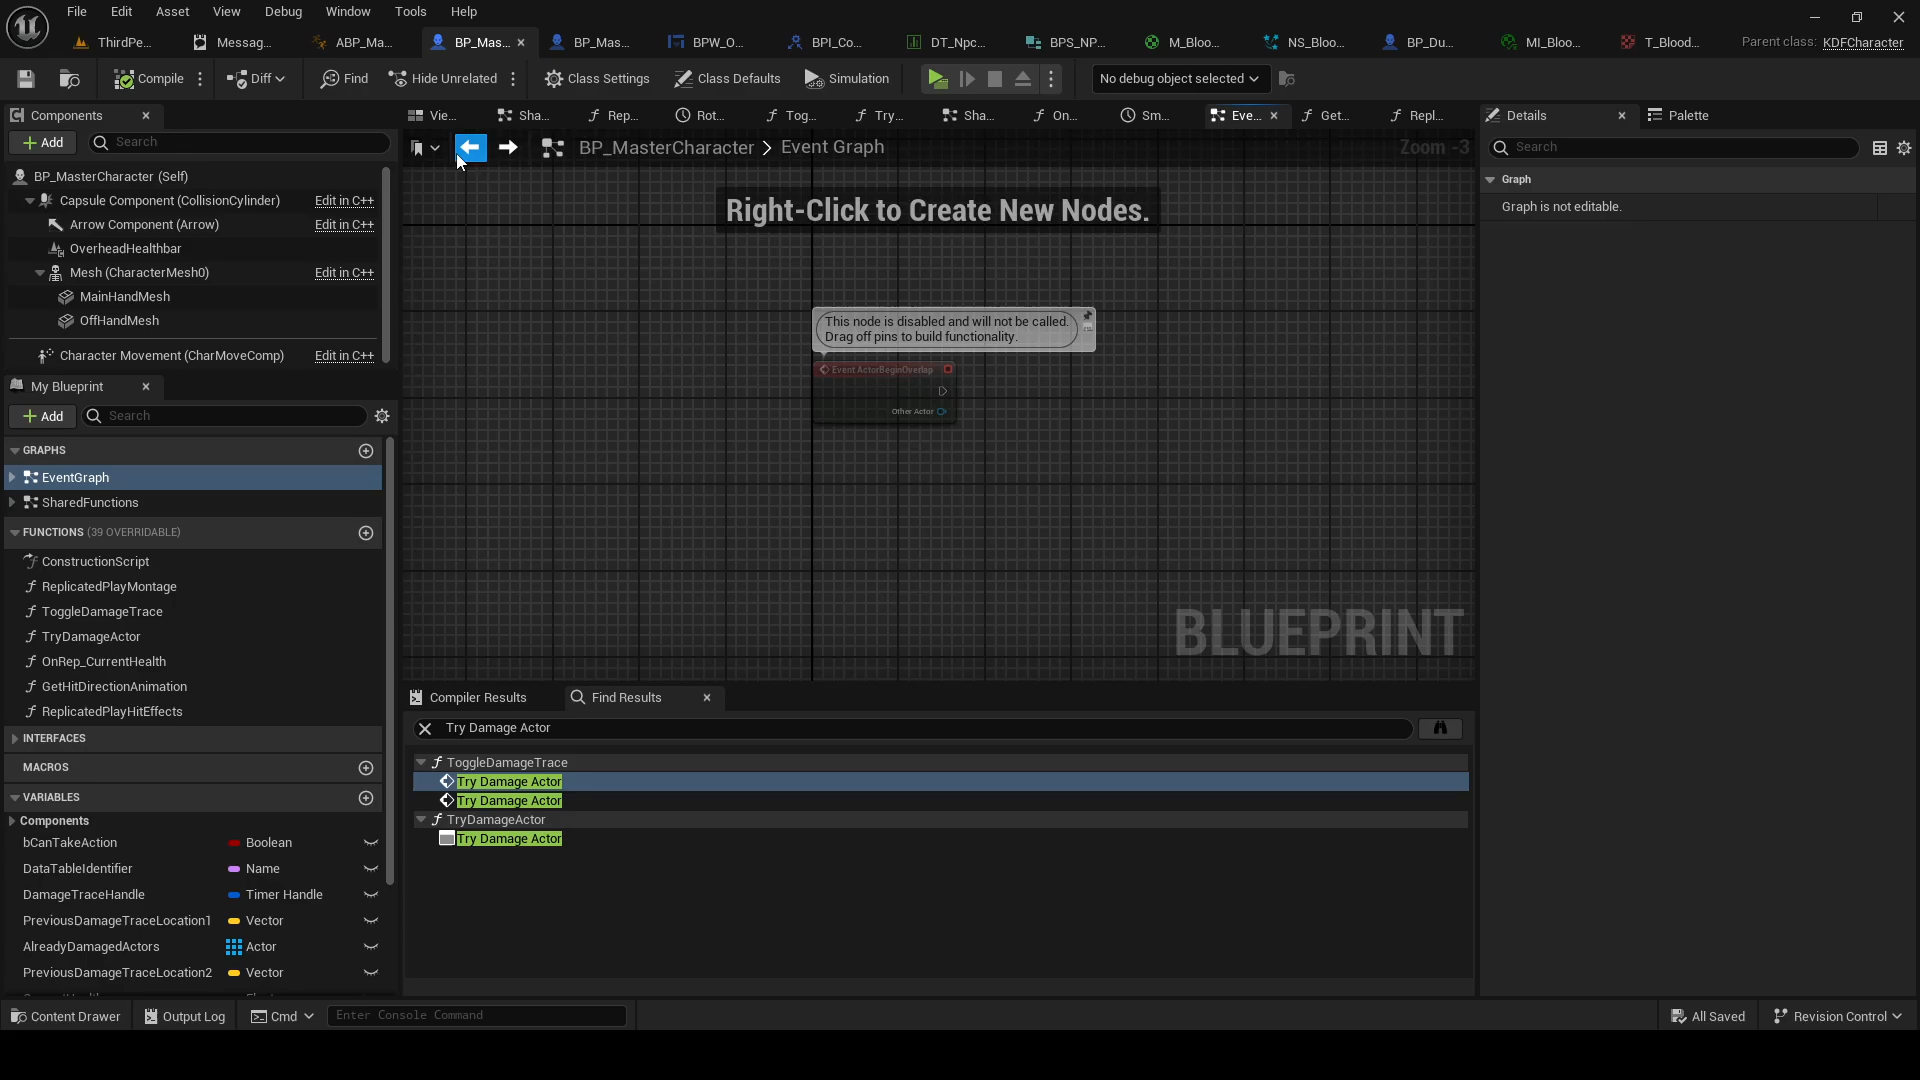 File Edit Asset View Debug Window Tools Help
ThirdPe... Messag... ABP_Ma... BP_Mas... BP_Mas... BPW_O... BPI_Co... DT_Npc... BPS_NP... M_Bloo... NS_Bloo... BP_Du... MI_Bloo... T_Blood... Parent class: KDFCharacter
Compile Diff Find Hide Unrelated Class Settings Class Defaults Simulation No debug object selected
Components
Add Search
BP_MasterCharacter (Self)
Capsule Component (CollisionCylinder) Edit in C++
Arrow Component (Arrow) Edit in C++
OverheadHealthbar
Mesh (CharacterMesh0) Edit in C++
MainHandMesh
OffHandMesh
Character Movement (CharMoveComp) Edit in C++
My Blueprint
Add Search
GRAPHS
EventGraph
SharedFunctions
FUNCTIONS (39 OVERRIDABLE)
ConstructionScript
ReplicatedPlayMontage
ToggleDamageTrace
TryDamageActor
OnRep_CurrentHealth
GetHitDirectionAnimation
ReplicatedPlayHitEffects
INTERFACES
MACROS
VARIABLES
Components
bCanTakeAction Boolean
DataTableIdentifier Name
DamageTraceHandle Timer Handle
PreviousDamageTraceLocation1 Vector
AlreadyDamagedActors Actor
PreviousDamageTraceLocation2 Vector
Vie... Sha... Rep... Rot... Tog... Try... Sha... On... Sm... Eve... Get... Repl...
BP_MasterCharacter > Event Graph Zoom -3
Right-Click to Create New Nodes.
This node is disabled and will not be called.
Drag off pins to build functionality.
Event ActorBeginOverlap
Other Actor
BLUEPRINT
Compiler Results Find Results
Try Damage Actor
ToggleDamageTrace
Try Damage Actor
Try Damage Actor
TryDamageActor
Try Damage Actor
Details Palette
Search
Graph
Graph is not editable.
Content Drawer Output Log Cmd Enter Console Command All Saved Revision Control